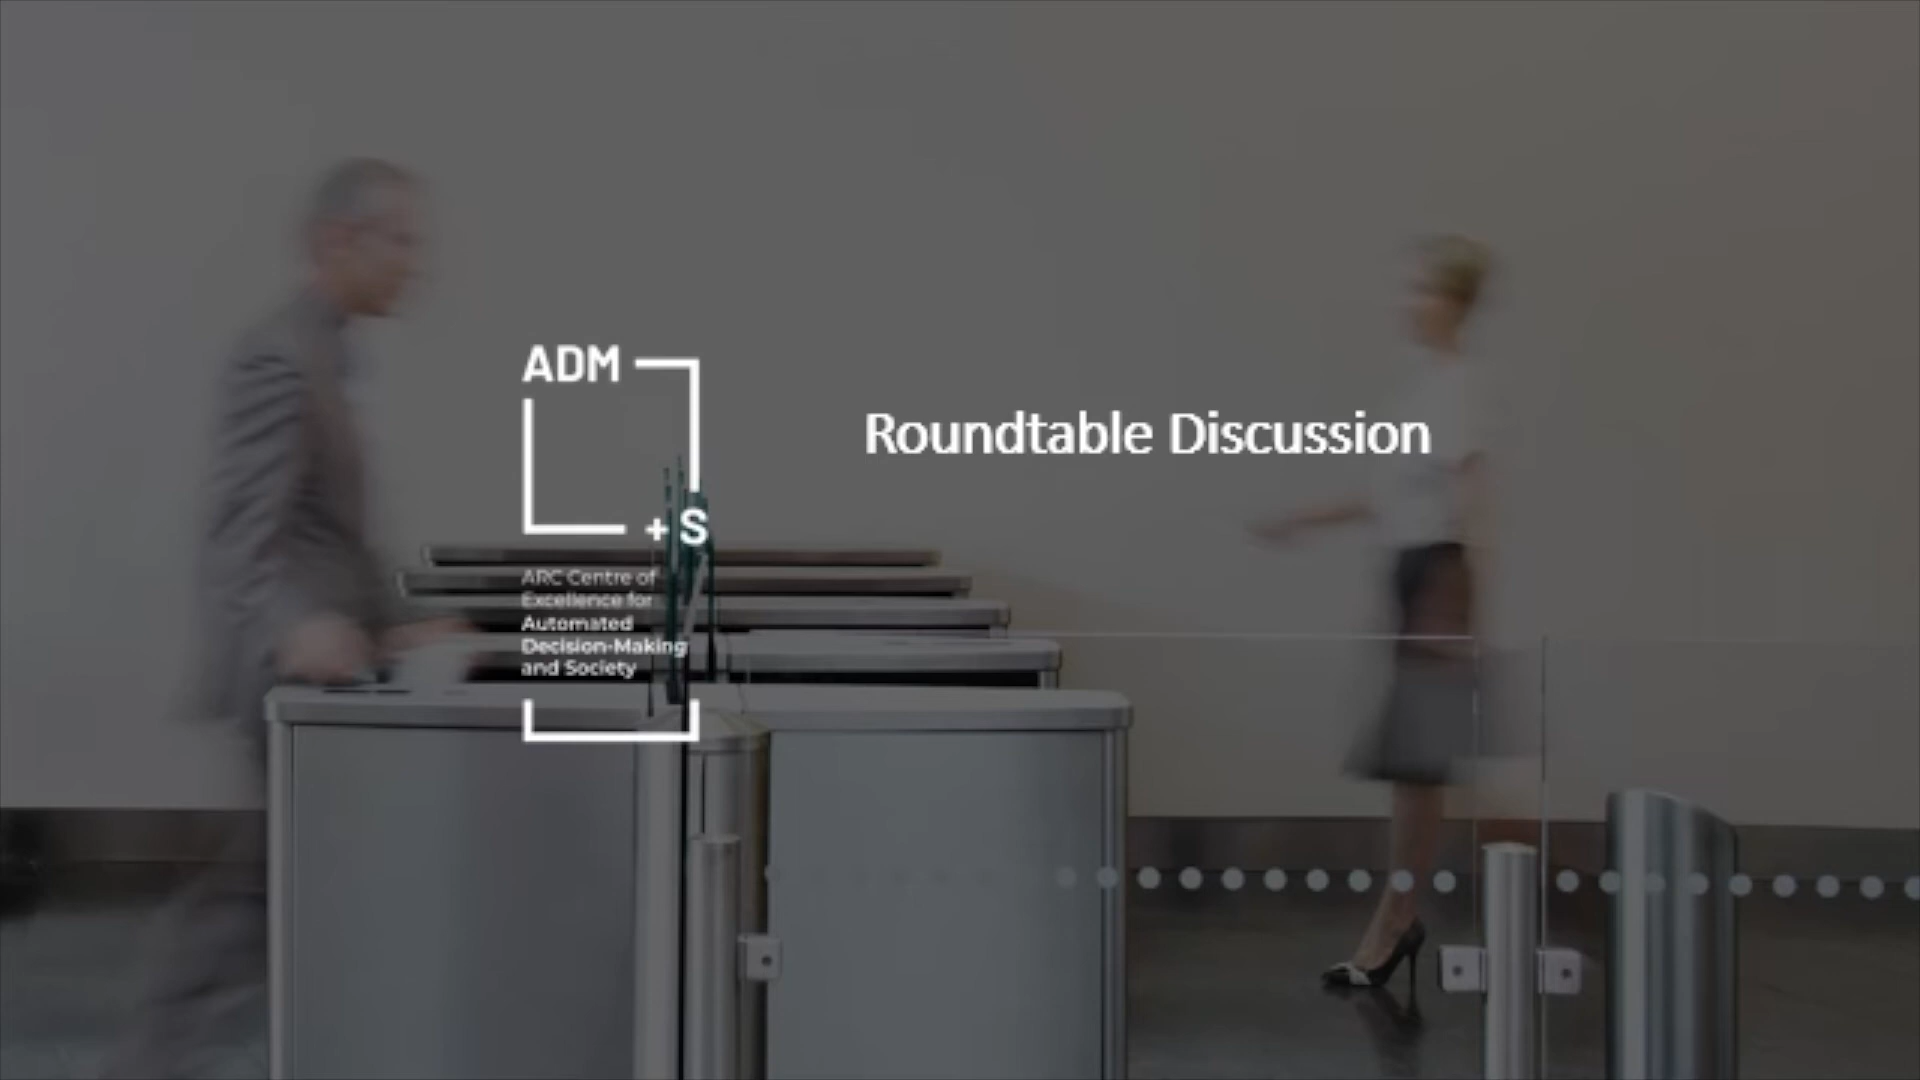 ADM
+ S
ARC Centre of
Excellence for
Automated
Decision-Making
and Society
Roundtable Discussion